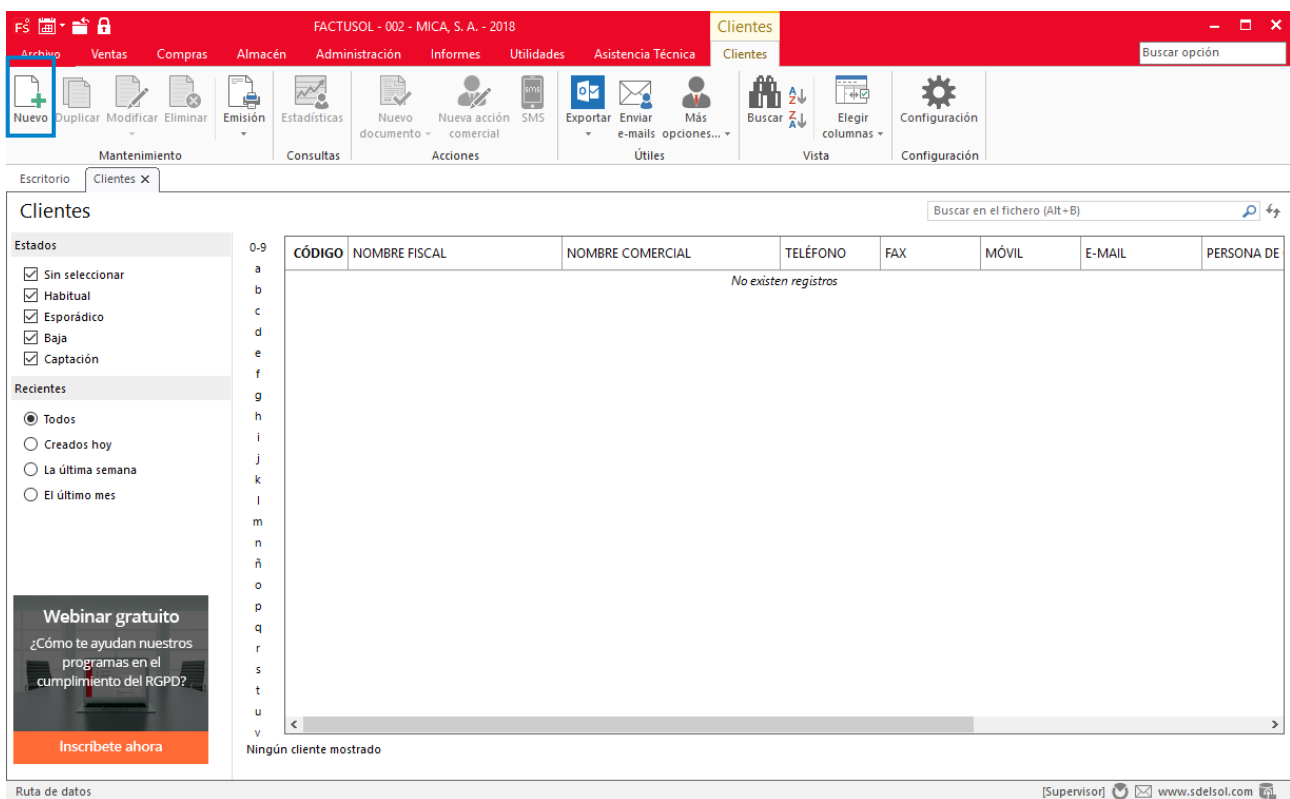 FS FACTUSOL - 002 - MICA, S. A. - 2018 Clientes
Archivo Ventas Compras Almacén Administración Informes Utilidades Asistencia Técnica Clientes Buscar opción
sms
Nuevo Duplicar Modificar Eliminar Emisión Estadísticas Nuevo documento Nueva acción comercial SMS Exportar Enviar e-mails Más opciones... Buscar Elegir columnas Configuración
Mantenimiento Consultas Acciones Útiles Vista Configuración
Escritorio Clientes
Clientes Buscar en el fichero (Alt+B)
Estados
Sin seleccionar
Habitual
Esporádico
Baja
Captación
Recientes
Todos
Creados hoy
La última semana
El último mes
Webinar gratuito
¿Cómo te ayudan nuestros
programas en el
cumplimiento del RGPD?
Inscríbete ahora
0-9
a
b
c
d
e
f
g
h
i
j
k
l
m
n
ñ
o
p
q
r
s
t
u
v
CÓDIGO NOMBRE FISCAL NOMBRE COMERCIAL TELÉFONO FAX MÓVIL E-MAIL PERSONA DE
No existen registros
Ningún cliente mostrado
Ruta de datos [Supervisor] www.sdelsol.com